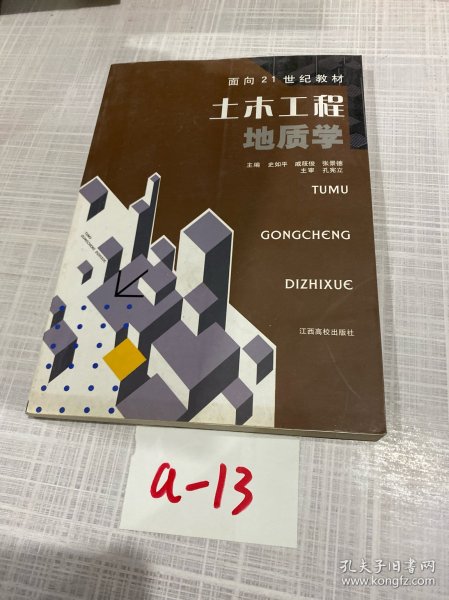 面向21世纪教材
土木工程
地质学
主编 史如平 戚筱俊 张景德
主审 孔宪立
TUMU
GONGCHENG
DIZHIXUE
江西高校出版社
a-13
孔夫子旧书网
www.kongfz.com